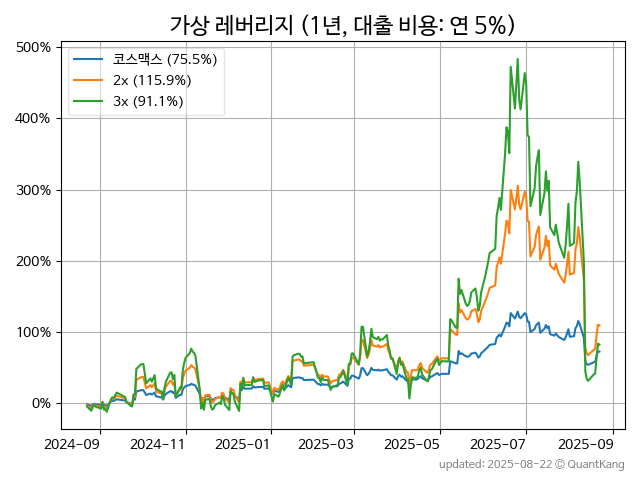 가상 레버리지 (1년, 대출 비용: 연 5%)
500%
400%
300%
200%
100%
0%
코스맥스 (75.5%)
2x (115.9%)
3x (91.1%)
2024-09
2024-11
2025-01
2025-03
2025-05
2025-07
2025-09
updated: 2025-08-22 © QuantKang